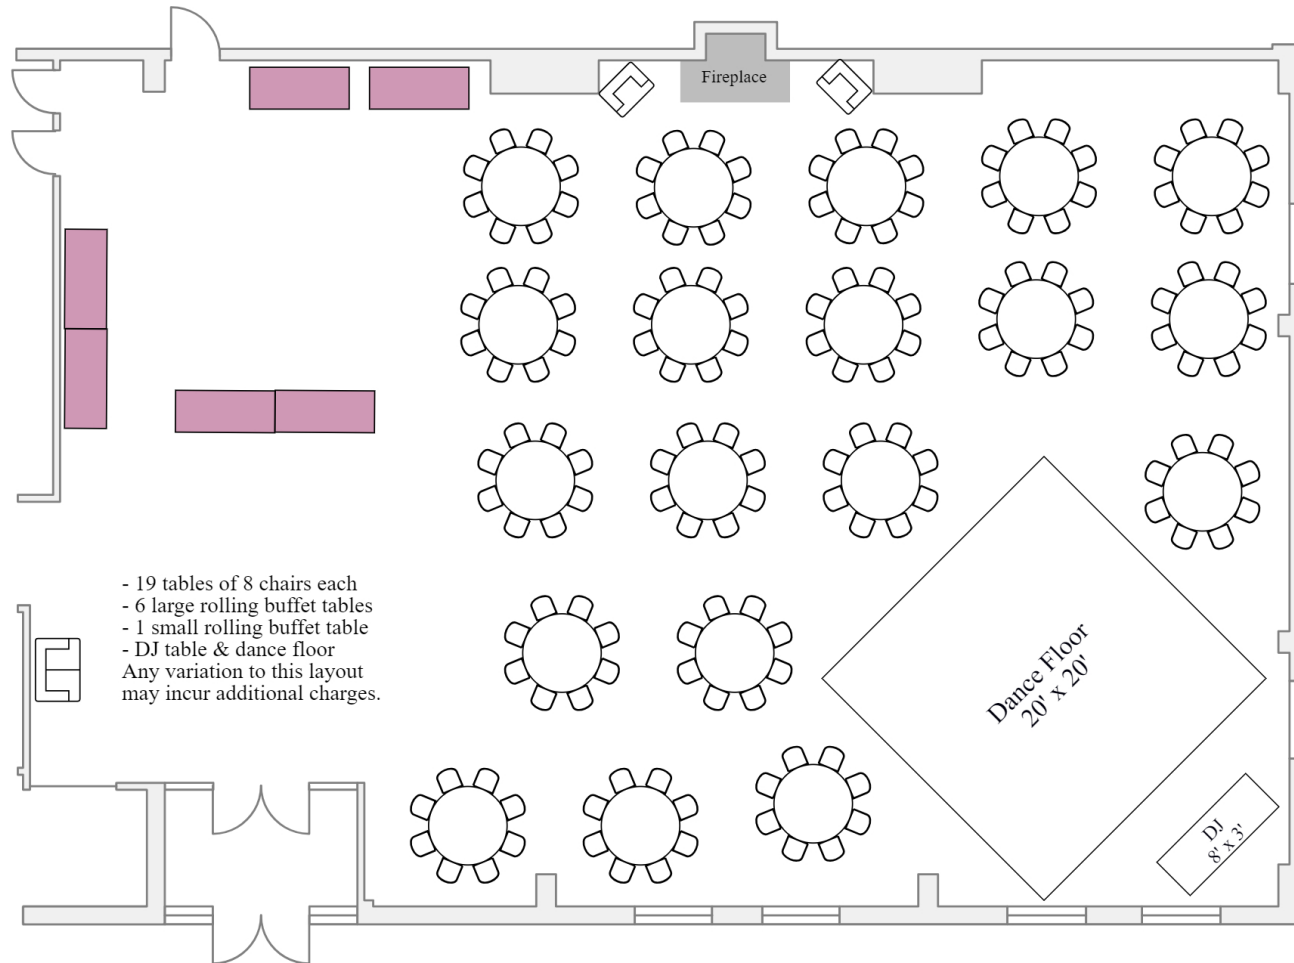 Fireplace
- 19 tables of 8 chairs each
- 6 large rolling buffet tables
- 1 small rolling buffet table
- DJ table & dance floor
Any variation to this layout
may incur additional charges.
Dance Floor
20' x 20'
DJ
8' x 3'